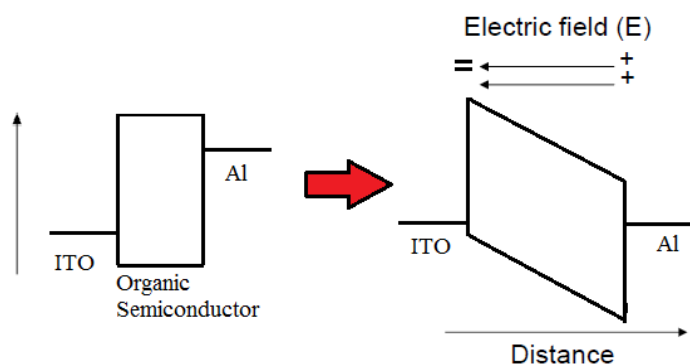 Electric field (E)
=
+
+
Al
ITO
Organic
Semiconductor
ITO
Al
Distance